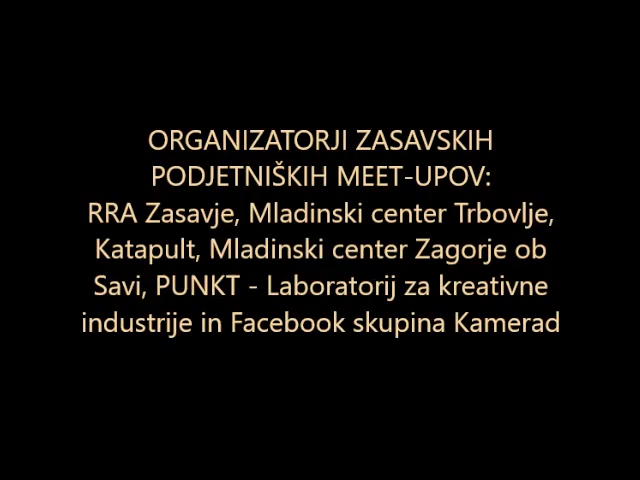 ORGANIZATORJI ZASAVSKIH
PODJETNIŠKIH MEET-UPOV:
RRA Zasavje, Mladinski center Trbovlje,
Katapult, Mladinski center Zagorje ob
Savi, PUNKT - Laboratorij za kreativne
industrije in Facebook skupina Kamerad